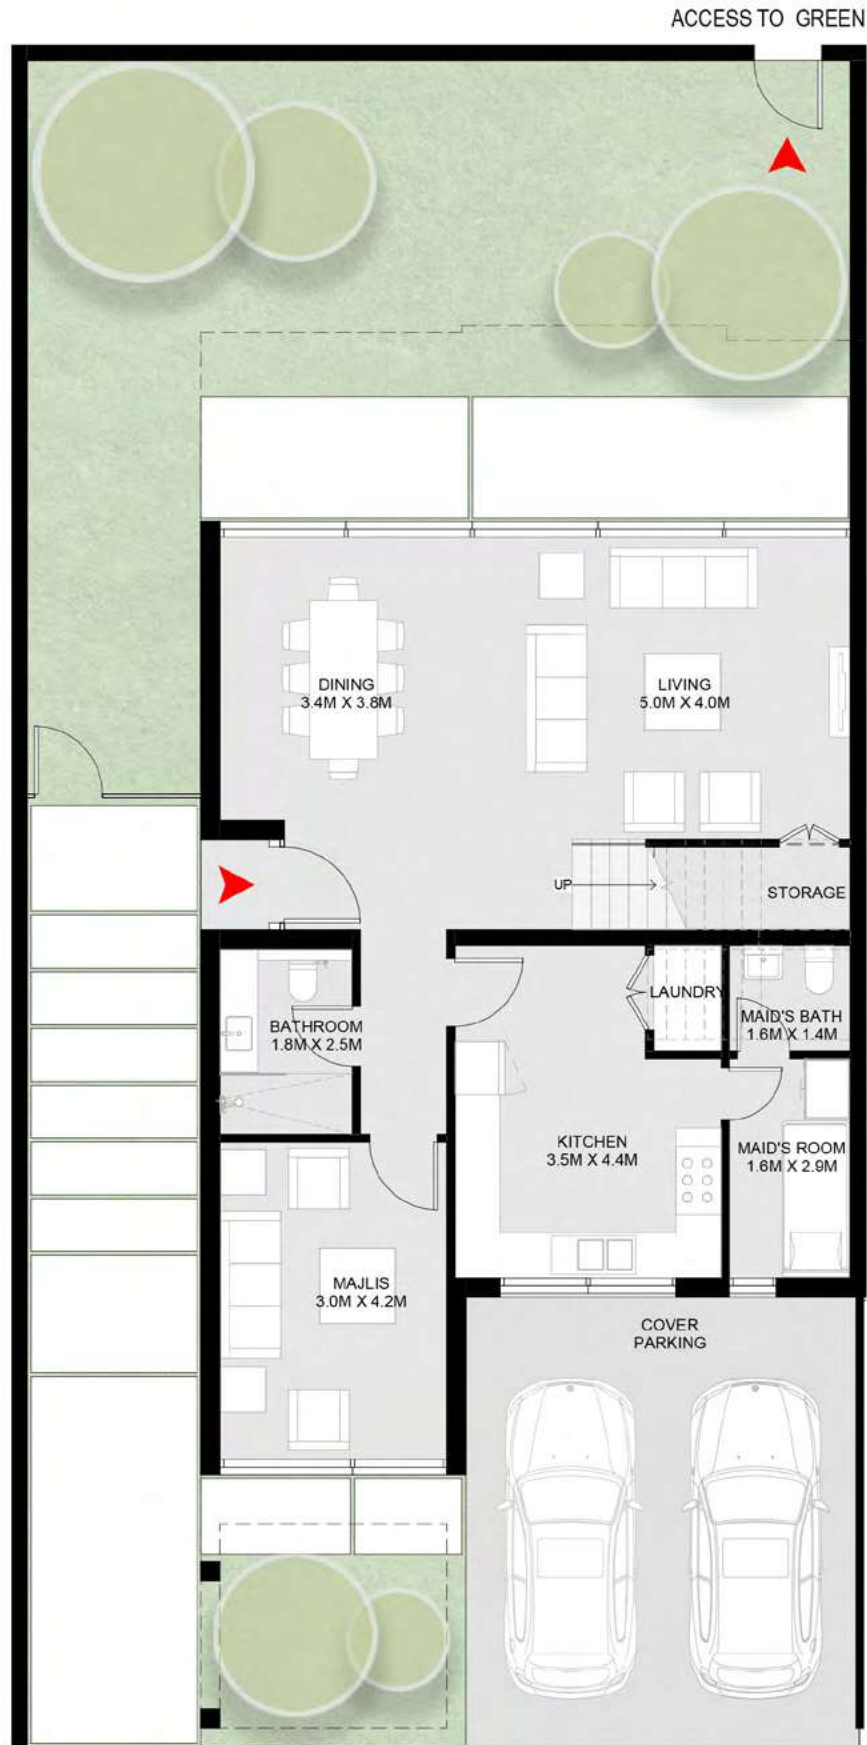 ACCESS TO GREEN
DINING
3.4M X 3.8M
LIVING
5.0M X 4.0M
UP
STORAGE
LAUNDRY
BATHROOM
1.8M X 2.5M
MAID'S BATH
1.6M X 1.4M
KITCHEN
3.5M X 4.4M
MAID'S ROOM
1.6M X 2.9M
MAJLIS
3.0M X 4.2M
COVER
PARKING